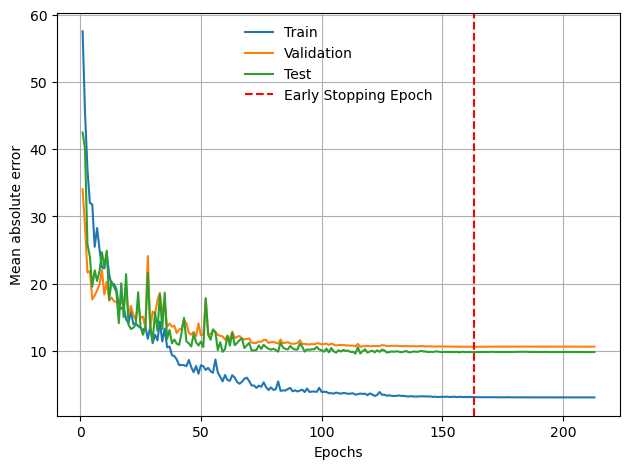 60
50
40
30
20
10
Mean absolute error
Train
Validation
Test
Early Stopping Epoch
0
50
100
150
200
Epochs